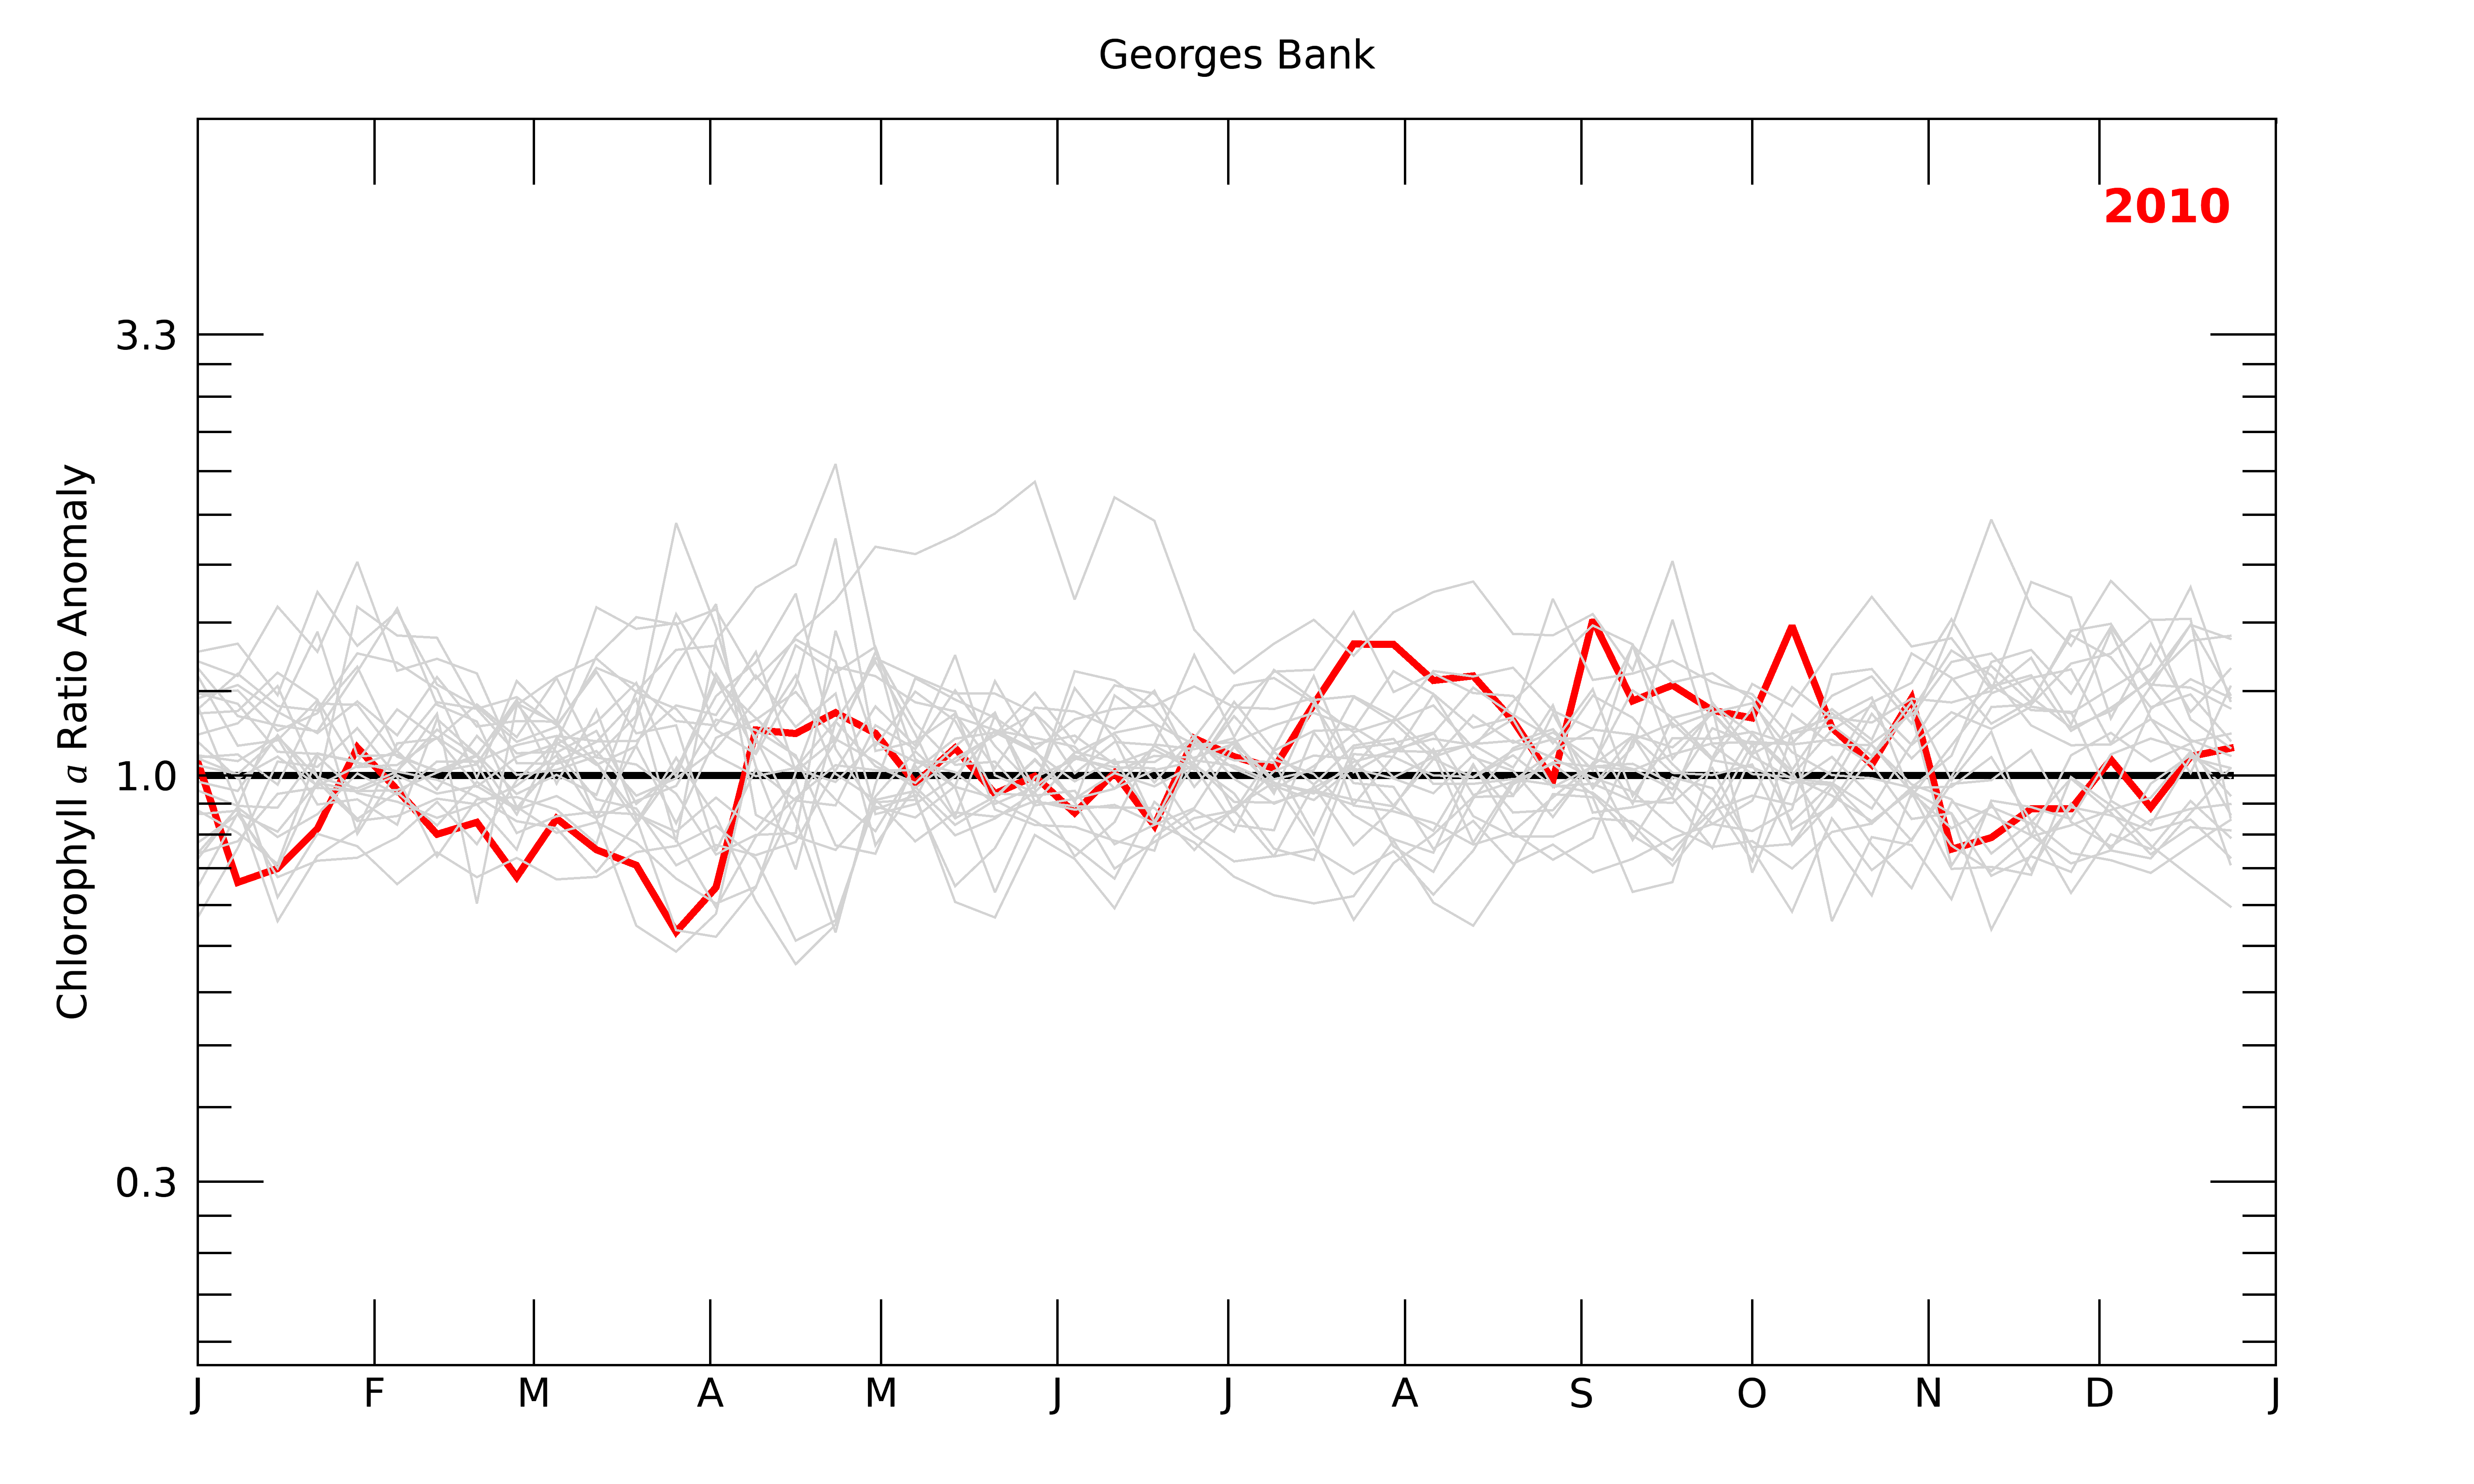 Georges Bank
2010
3.3
1.0
0.3
Chlorophyll a Ratio Anomaly
J F M A M J J A S O N D J